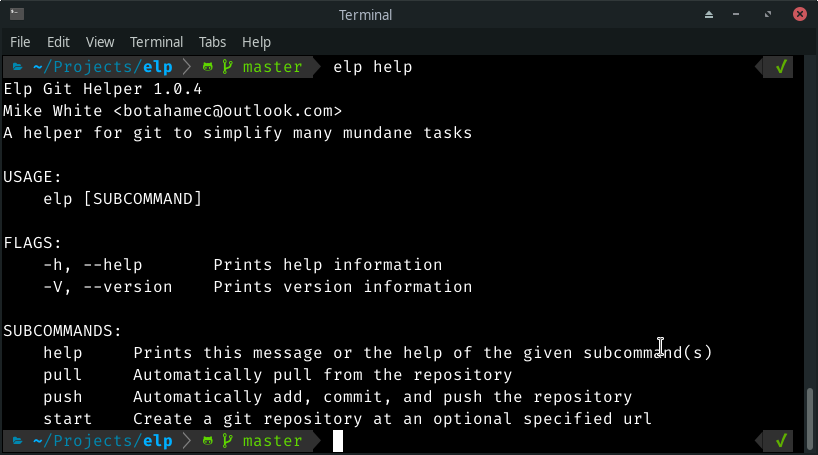 Terminal
File Edit View Terminal Tabs Help
~/Projects/elp master elp help ✓
Elp Git Helper 1.0.4
Mike White <botahamec@outlook.com>
A helper for git to simplify many mundane tasks
USAGE:
elp [SUBCOMMAND]
FLAGS:
-h, --help Prints help information
-V, --version Prints version information
SUBCOMMANDS:
help Prints this message or the help of the given subcommand(s)
pull Automatically pull from the repository
push Automatically add, commit, and push the repository
start Create a git repository at an optional specified url
~/Projects/elp master ✓